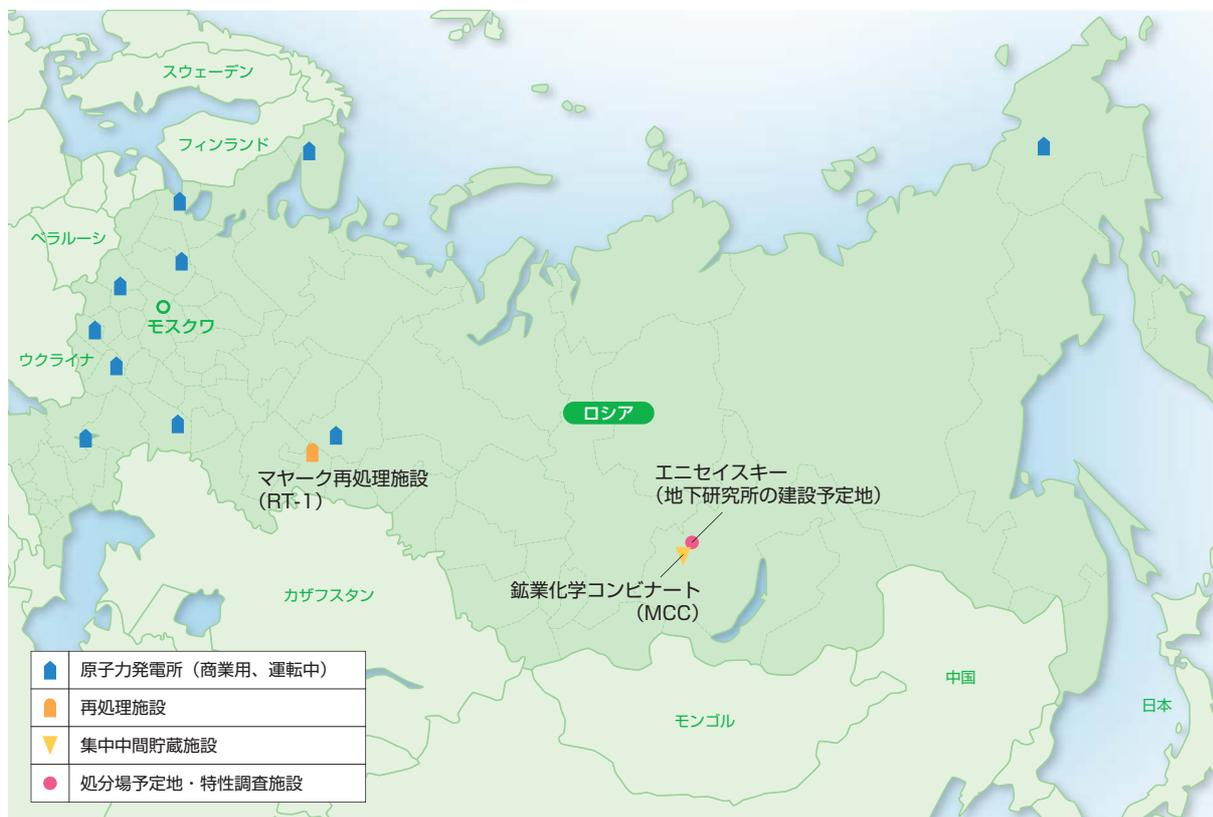 スウェーデン
フィンランド
ベラルーシ
モスクワ
ウクライナ
ロシア
マヤーク再処理施設
（RT-1）
エニセイスキー
（地下研究所の建設予定地）
鉱業化学コンビナート
（MCC）
カザフスタン
モンゴル
中国
日本
原子力発電所（商業用、運転中）
再処理施設
集中中間貯蔵施設
処分場予定地・特性調査施設